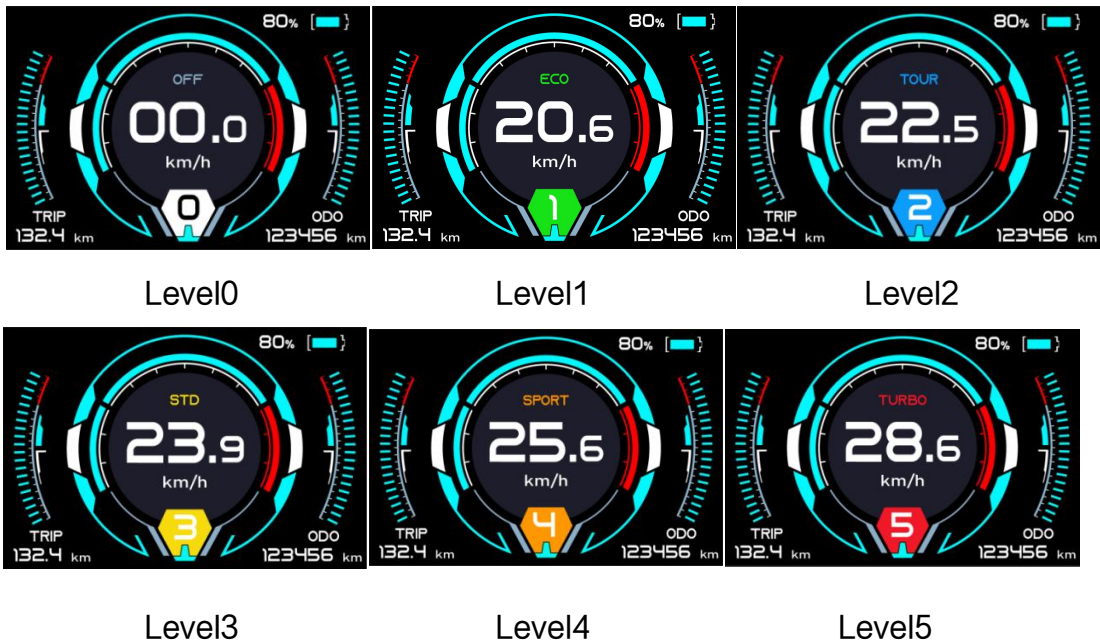 80%
OFF
00.0
km/h
0
TRIP
132.4 km
ODO
123456 km
80%
ECO
20.6
km/h
1
TRIP
132.4 km
ODO
123456 km
80%
TOUR
22.5
km/h
2
TRIP
132.4 km
ODO
123456 km
Level0
Level1
Level2
80%
STD
23.9
km/h
3
TRIP
132.4 km
ODO
123456 km
80%
SPORT
25.6
km/h
4
TRIP
132.4 km
ODO
123456 km
80%
TURBO
28.6
km/h
5
TRIP
132.4 km
ODO
123456 km
Level3
Level4
Level5